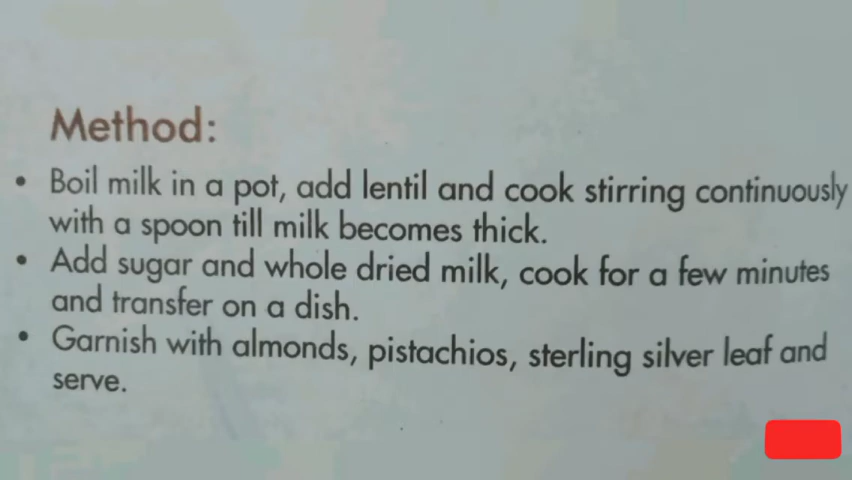 Method:
• Boil milk in a pot, add lentil and cook stirring continuously
with a spoon till milk becomes thick.
• Add sugar and whole dried milk, cook for a few minutes
and transfer on a dish.
• Garnish with almonds, pistachios, sterling silver leaf and
serve.